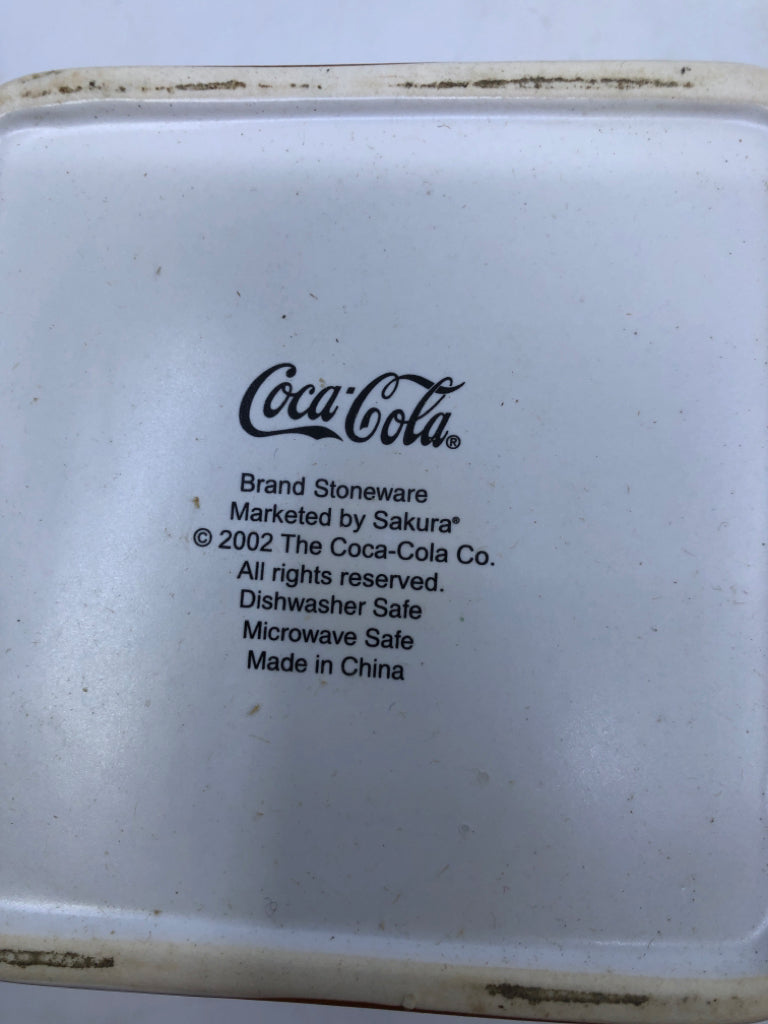 Coca-Cola®
Brand Stoneware
Marketed by Sakura®
© 2002 The Coca-Cola Co.
All rights reserved.
Dishwasher Safe
Microwave Safe
Made in China